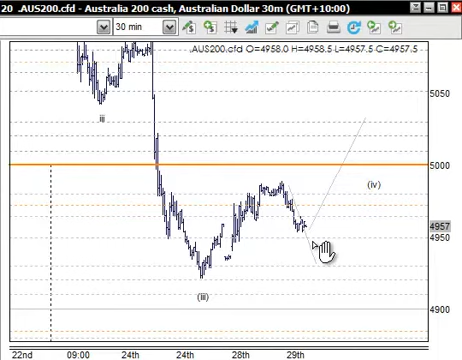 20 .AUS200.cfd - Australia 200 cash, Australian Dollar 30m (GMT+10:00)
30 min
.AUS200.cfd O=4958.0 H=4958.5 L=4957.5 C=4957.5
5050
iii
5000
(iv)
4957
4950
(iii)
4900
22nd 09:00 24th 24th 28th 29th